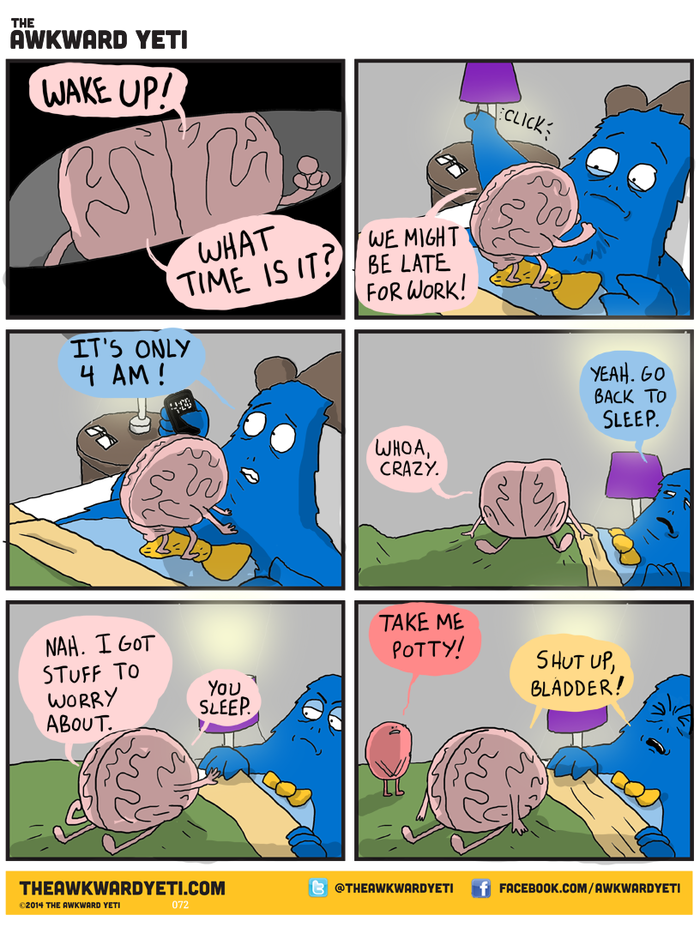 THE
AWKWARD YETI
WAKE UP!
WHAT
TIME IS IT?
CLICK
WE MIGHT
BE LATE
FOR WORK!
IT'S ONLY
4 AM!
WHOA,
CRAZY.
YEAH. GO
BACK TO
SLEEP.
NAH. I GOT
STUFF TO
WORRY
ABOUT.
YOU
SLEEP.
TAKE ME
POTTY!
SHUT UP,
BLADDER!
THEAWKWARDYETI.COM
©2014 THE AWKWARD YETI 072
@THEAWKWARDYETI
FACEBOOK.COM/AWKWARDYETI